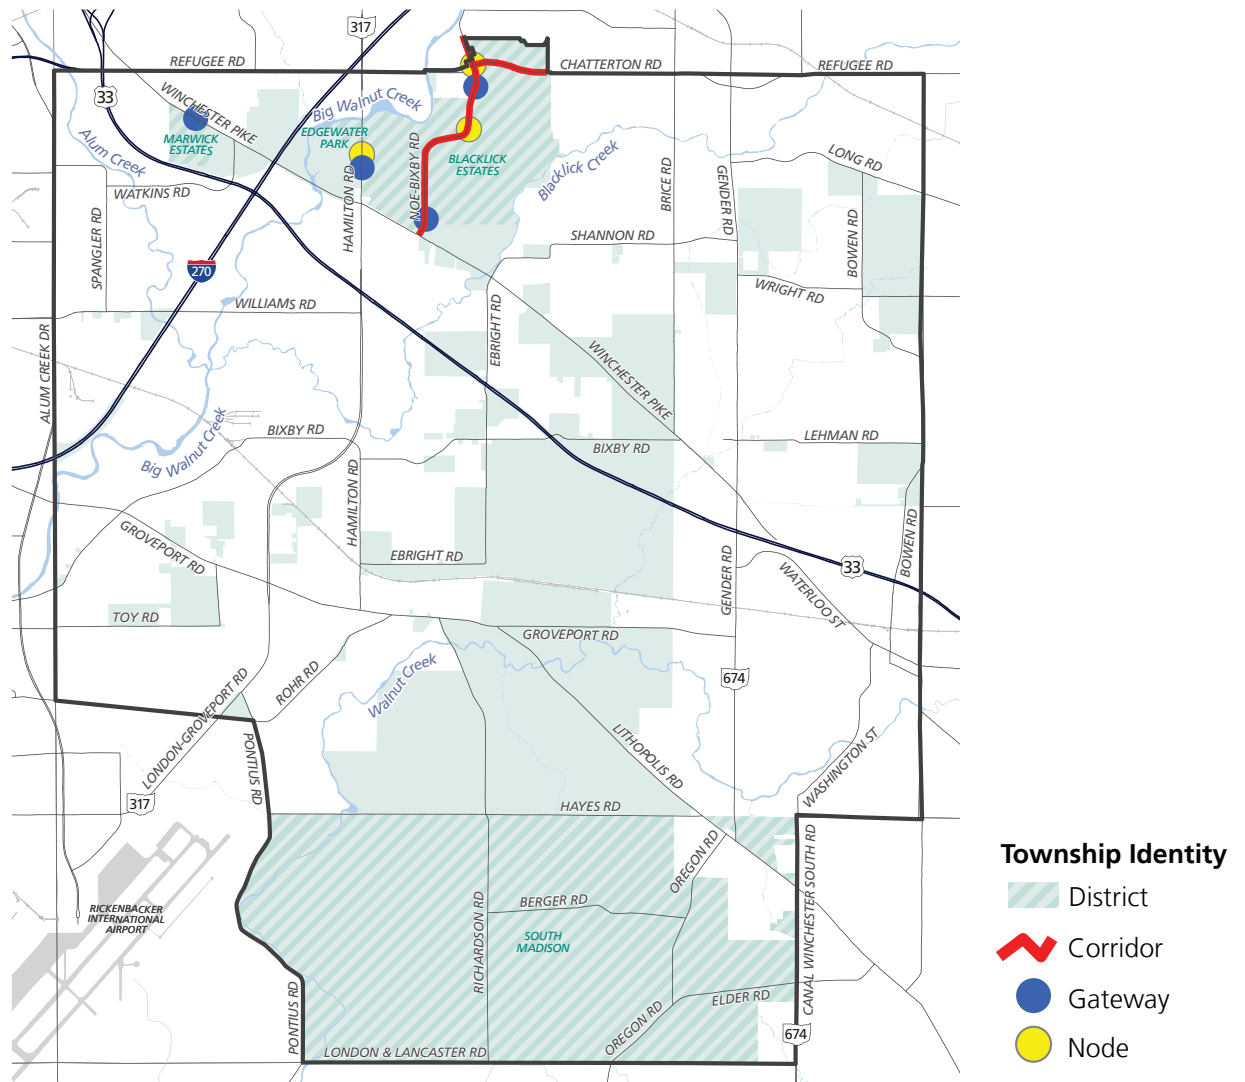 317
REFUGEE RD
CHATTERTON RD
REFUGEE RD
33
WINCHESTER PIKE
Big Walnut Creek
Alum Creek
MARWICK
ESTATES
EDGEWATER
PARK
NOE-BIXBY RD
BLACKLICK
ESTATES
Blacklick Creek
BRICE RD
GENDER RD
LONG RD
WATKINS RD
SPANGLER RD
HAMILTON RD
SHANNON RD
BOWEN RD
270
WILLIAMS RD
WRIGHT RD
EBRIGHT RD
ALUM CREEK DR
WINCHESTER PIKE
Big Walnut Creek
BIXBY RD
BIXBY RD
LEHMAN RD
HAMILTON RD
GROVEPORT RD
EBRIGHT RD
GENDER RD
33
BOWEN RD
WATERLOO ST
TOY RD
GROVEPORT RD
Walnut Creek
ROHR RD
674
LONDON-GROVEPORT RD
PONTIUS RD
LITHOPOLIS RD
WASHINGTON ST
317
HAYES RD
OREGON RD
CANAL WINCHESTER SOUTH RD
RICKENBACKER
INTERNATIONAL
AIRPORT
RICHARDSON RD
BERGER RD
SOUTH
MADISON
ELDER RD
OREGON RD
PONTIUS RD
674
LONDON & LANCASTER RD
Township Identity
District
Corridor
Gateway
Node